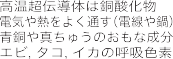 高温超伝導体は銅酸化物
電気や熱をよく通す(電線や鍋)
青銅や真ちゅうのおもな成分
エビ, タコ, イカの呼吸色素